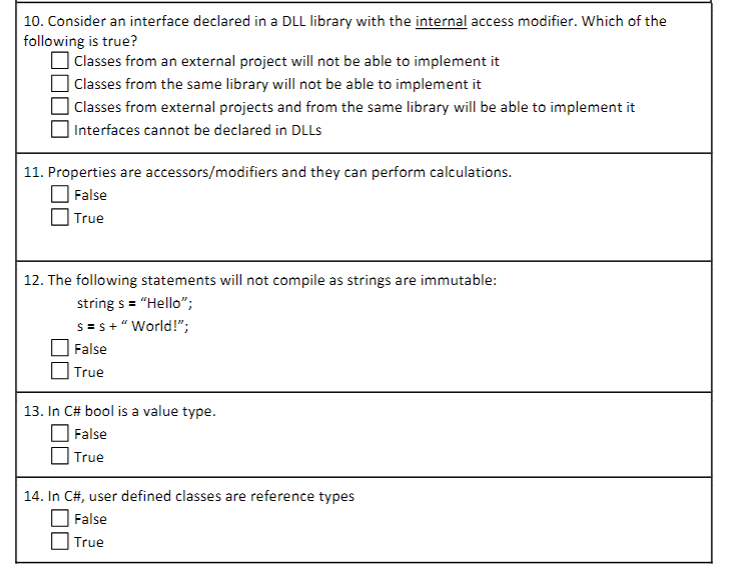 10. Consider an interface declared in a DLL library with the internal access modifier. Which of the
following is true?
Classes from an external project will not be able to implement it
Classes from the same library will not be able to implement it
Classes from external projects and from the same library will be able to implement it
Interfaces cannot be declared in DLLs
11. Properties are accessors/modifiers and they can perform calculations.
False
True
12. The following statements will not compile as strings are immutable:
string s = “Hello”;
s = s + “ World!”;
False
True
13. In C# bool is a value type.
False
True
14. In C#, user defined classes are reference types
False
True